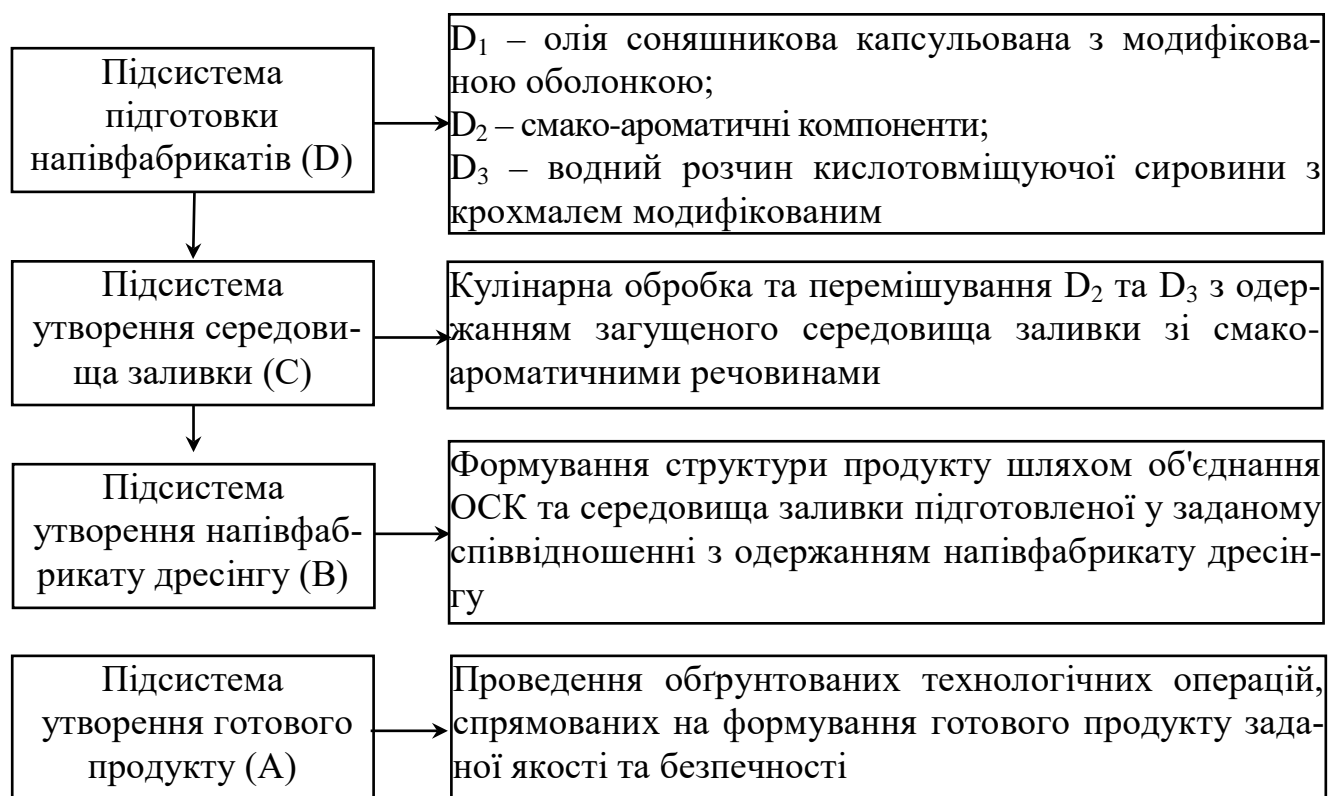 Підсистема
підготовки
напівфабрикатів (D)
D₁ – олія соняшникова капсульована з модифікова-
ною оболонкою;
D₂ – смако-ароматичні компоненти;
D₃ – водний розчин кислотовміщуючої сировини з
крохмалем модифікованим
Підсистема
утворення середови-
ща заливки (С)
Кулінарна обробка та перемішування D₂ та D₃ з одер-
жанням загущеного середовища заливки зі смако-
ароматичними речовинами
Підсистема
утворення напівфаб-
рикату дресінгу (В)
Формування структури продукту шляхом об'єднання
ОСК та середовища заливки підготовленої у заданому
співвідношенні з одержанням напівфабрикату дресін-
гу
Підсистема
утворення готового
продукту (А)
Проведення обґрунтованих технологічних операцій,
спрямованих на формування готового продукту зада-
ної якості та безпечності